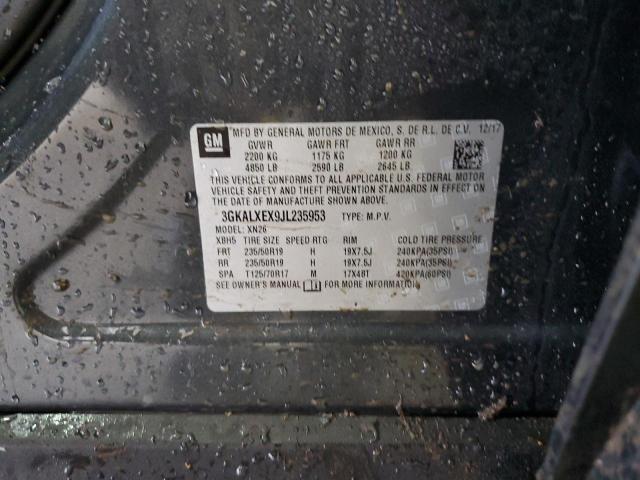 GM
MFD BY GENERAL MOTORS DE MEXICO, S. DE R.L. DE C.V. 12/17
GVWR GAWR FRT GAWR RR
2200 KG 1175 KG 1200 KG
4850 LB 2590 LB 2645 LB
THIS VEHICLE CONFORMS TO ALL APPLICABLE U.S. FEDERAL MOTOR
VEHICLE SAFETY AND THEFT PREVENTION STANDARDS IN EFFECT ON
THE DATE OF MANUFACTURE SHOWN ABOVE.
3GKALXEX9JL235953 TYPE: M.P.V.
MODEL: XN26
XBH5 TIRE SIZE SPEED RTG RIM COLD TIRE PRESSURE
FRT 235/50R19 H 19X7.5J 240KPA(35PSI)
RR 235/50R19 H 19X7.5J 240KPA(35PSI)
SPA T125/70R17 M 17X48T 420KPA(60PSI)
SEE OWNER'S MANUAL FOR MORE INFORMATION